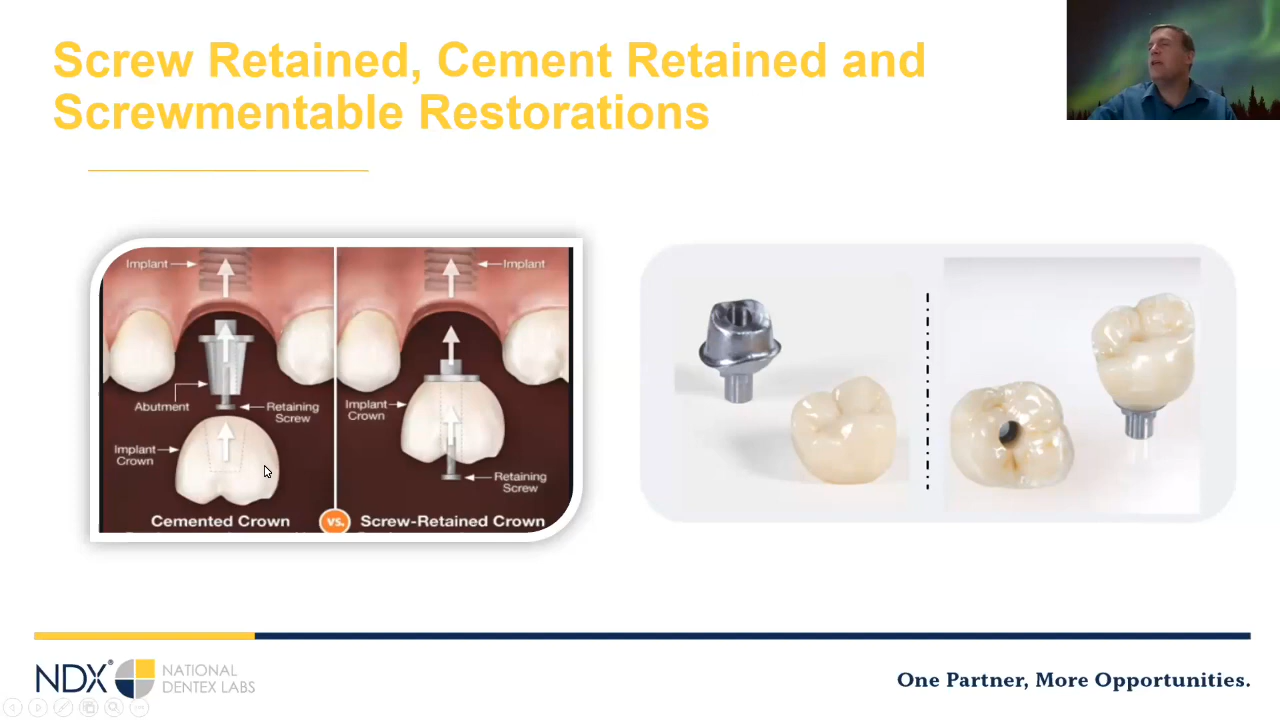 Screw Retained, Cement Retained and
Screwmentable Restorations
Implant
Abutment
Retaining
Screw
Implant
Crown
Cemented Crown
vs.
Implant
Implant
Crown
Retaining
Screw
Screw-Retained Crown
NDX®
NATIONAL
DENTEX LABS
One Partner, More Opportunities.